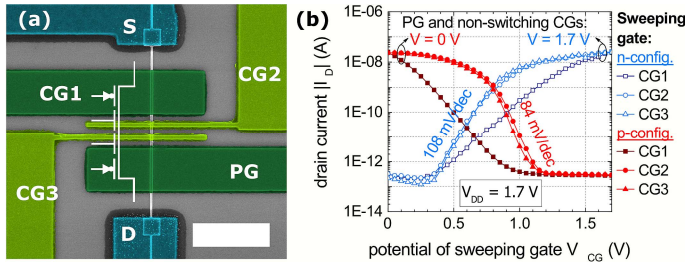 (a)
S
CG2
CG1
CG3
PG
D
(b)
PG and non-switching CGs:
V = 0 V
V = 1.7 V
1E-06
1E-08
1E-10
1E-12
1E-14
drain current |I_D| (A)
108 mV/dec
84 mV/dec
V_DD = 1.7 V
0.0
0.5
1.0
1.5
potential of sweeping gate V_CG (V)
Sweeping
gate:
n-config.
CG1
CG2
CG3
p-config.
CG1
CG2
CG3